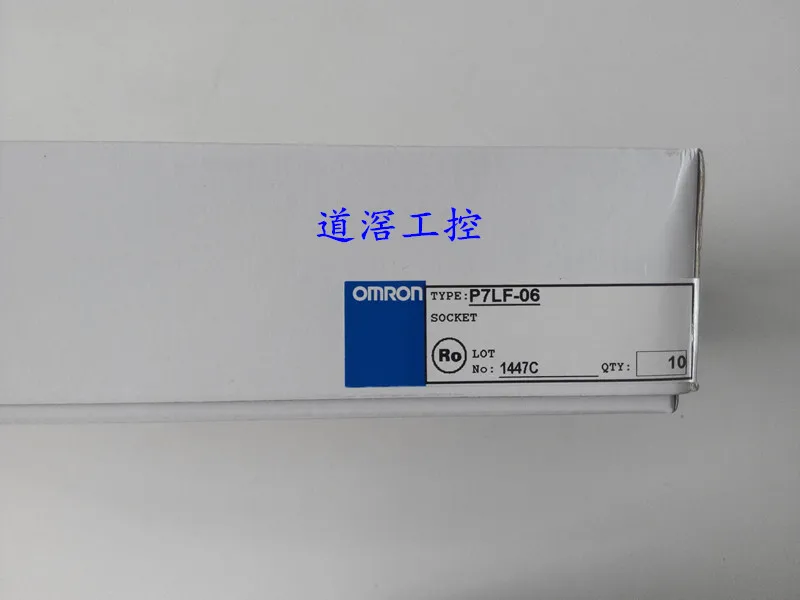 道滘工控
OMRON
TYPE: P7LF-06
SOCKET
Ro
LOT
No: 1447C
QTY: 10